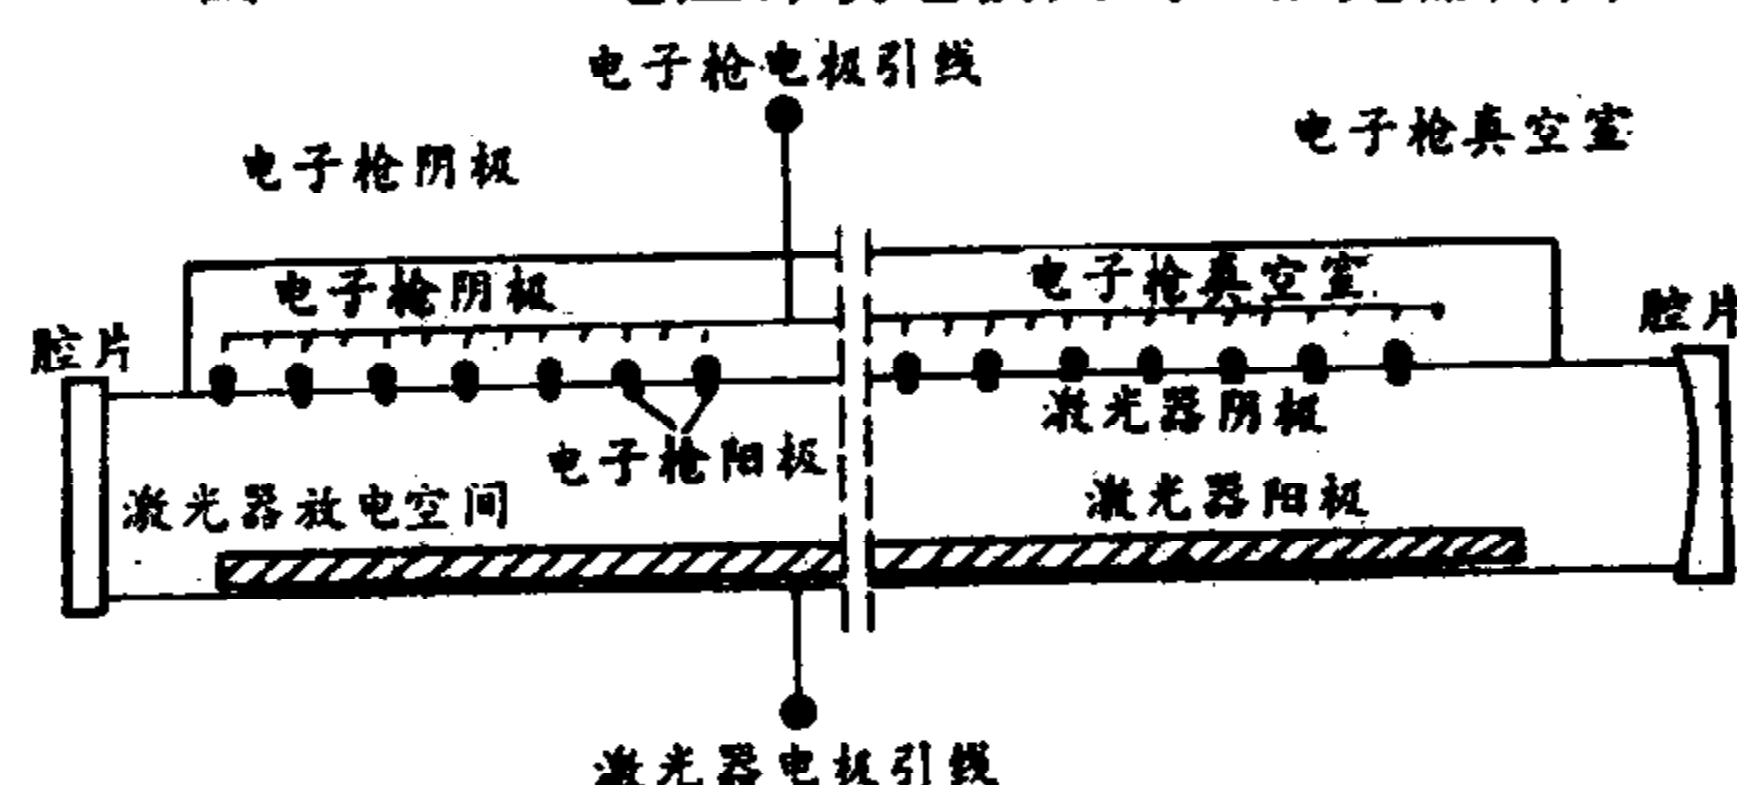 电子枪电极引线
电子枪真空室
电子枪阴极
电子枪阴极
电子枪真空室
腔片
腔片
激光器阴极
电子枪阳极
激光器放电空间
激光器阳极
激光器电极引线